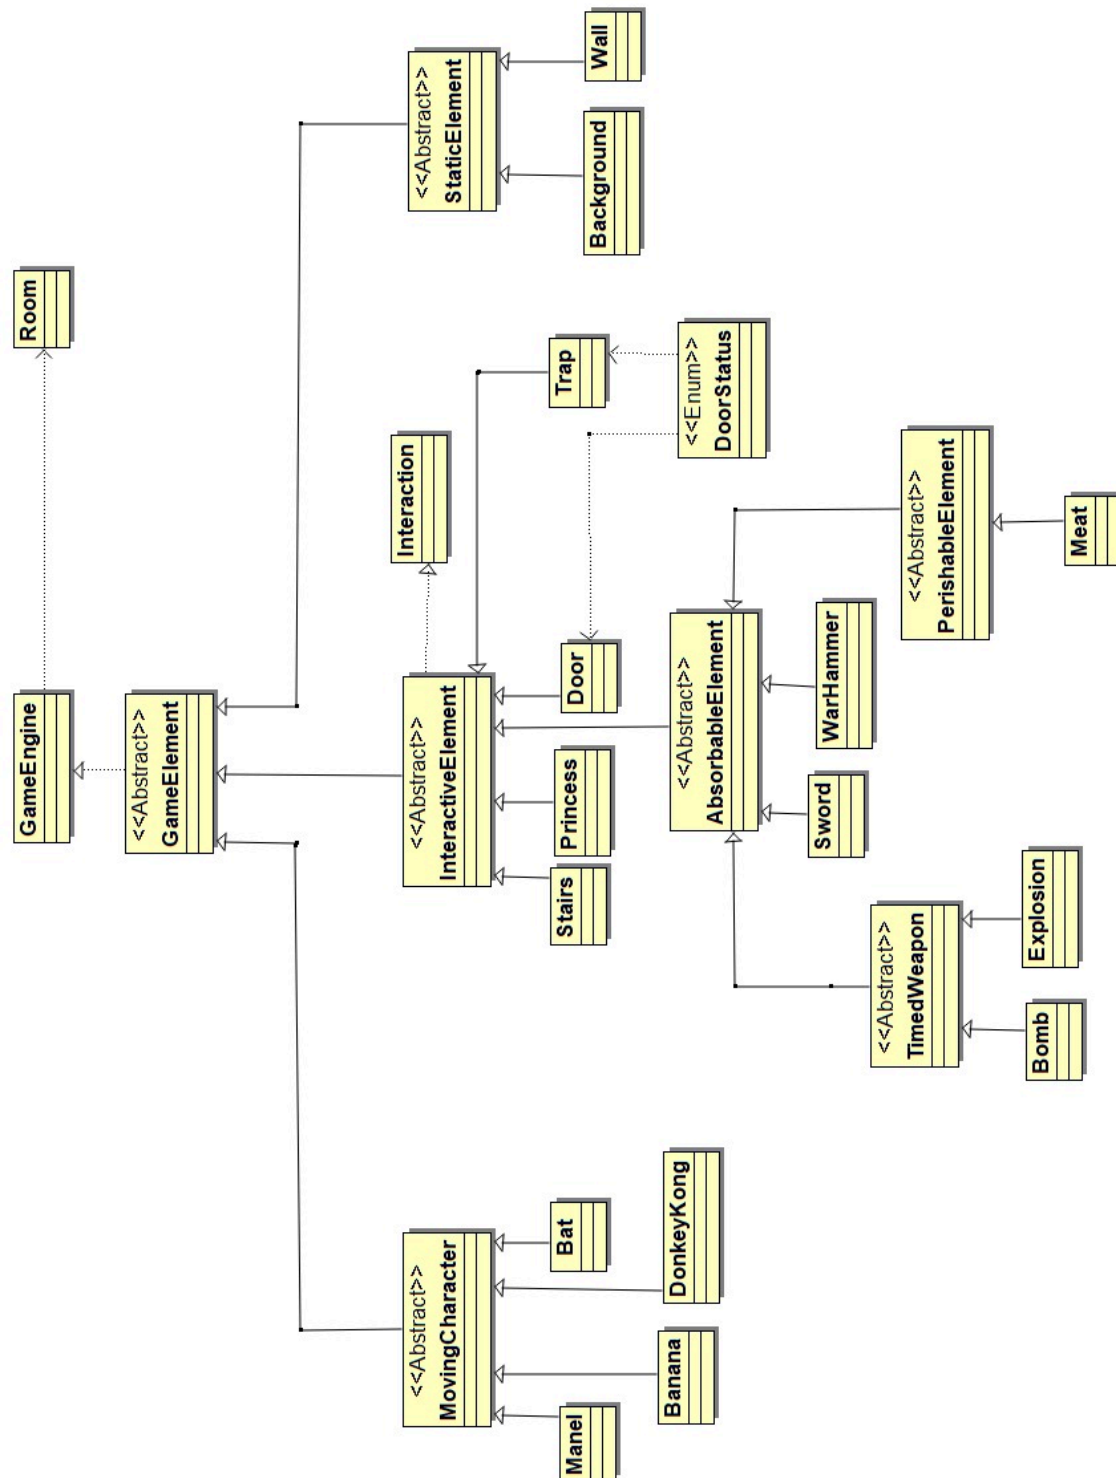 GameEngine
Room
<<Abstract>>
GameElement
<<Abstract>>
MovingCharacter
<<Abstract>>
InteractiveElement
Interaction
<<Abstract>>
StaticElement
Manel
Banana
DonkeyKong
Bat
Stairs
Princess
Door
Trap
Background
Wall
<<Enum>>
DoorStatus
<<Abstract>>
AbsorbableElement
Sword
WarHammer
<<Abstract>>
TimedWeapon
<<Abstract>>
PerishableElement
Bomb
Explosion
Meat